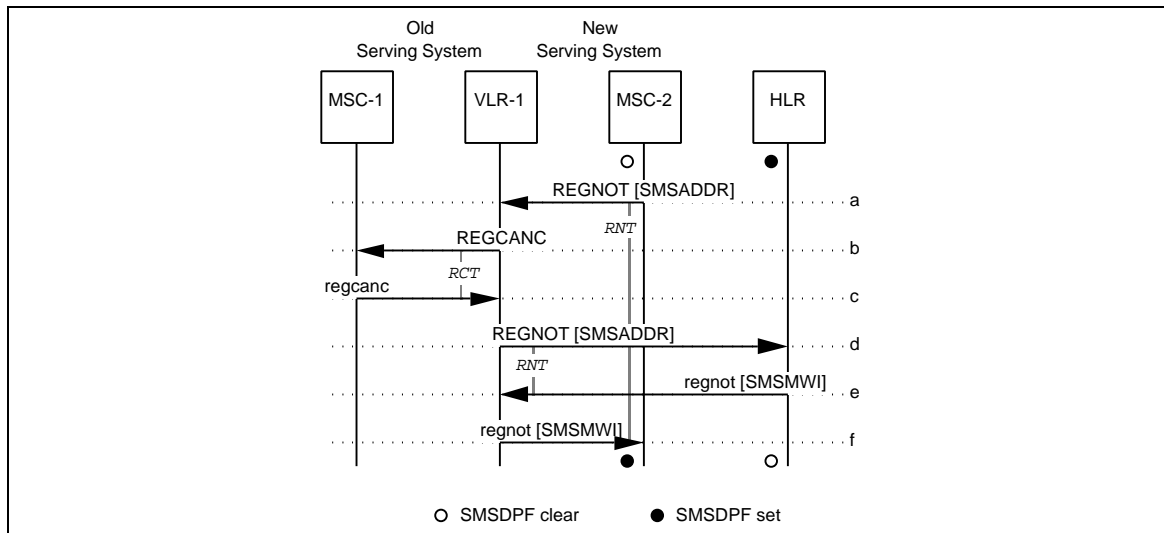 Old
Serving System
New
Serving System
MSC-1
VLR-1
MSC-2
HLR
REGNOT [SMSADDR]
a
RNT
REGCANC
b
RCT
regcanc
c
REGNOT [SMSADDR]
d
RNT
regnot [SMSMWI]
e
regnot [SMSMWI]
f
SMSDPF clear
SMSDPF set